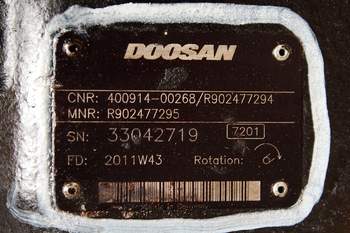 DOOSAN
CNR: 400914-00268/R902477294
MNR: R902477295
SN: 33042719 7201
FD: 2011W43 Rotation: